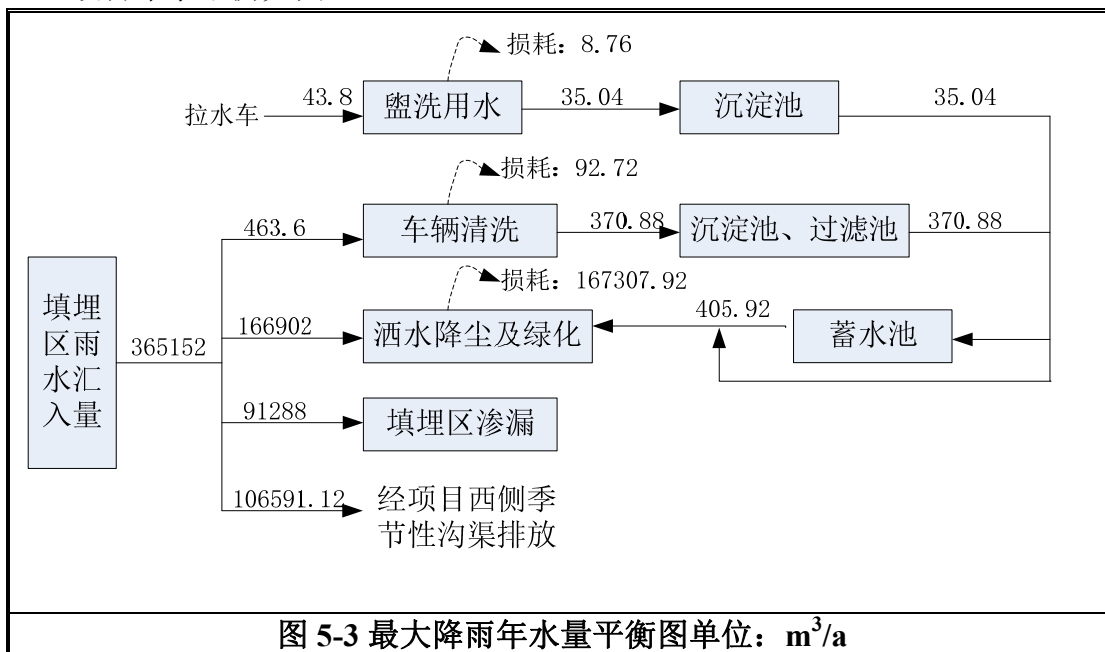 损耗：8.76
拉水车
43.8
盥洗用水
35.04
沉淀池
35.04
损耗：92.72
463.6
车辆清洗
370.88
沉淀池、过滤池
370.88
损耗：167307.92
填埋
区雨
水汇
入量
365152
166902
洒水降尘及绿化
405.92
蓄水池
91288
填埋区渗漏
106591.12
经项目西侧季
节性沟渠排放
图 5-3 最大降雨年水量平衡图单位：m³/a